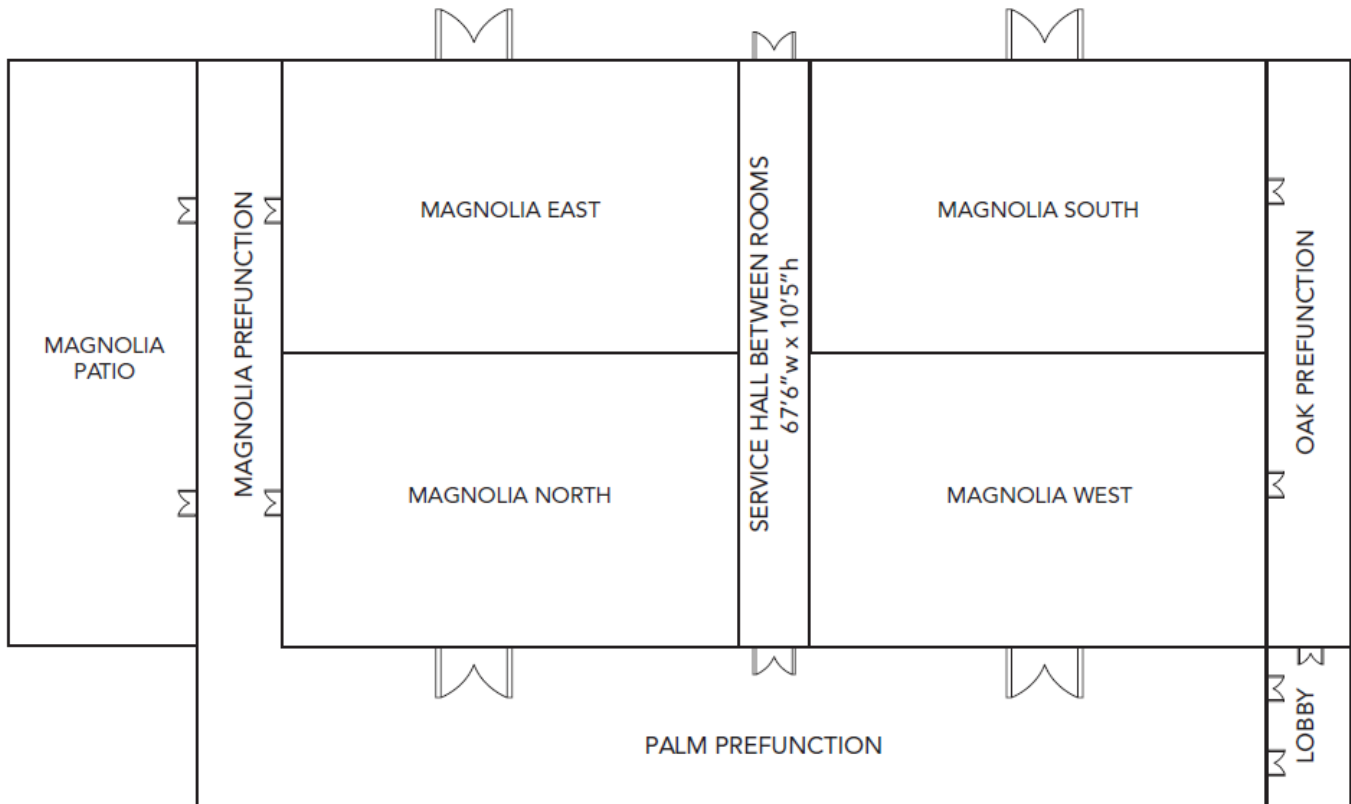 MAGNOLIA
PATIO
MAGNOLIA PREFUNCTION
MAGNOLIA EAST
MAGNOLIA NORTH
SERVICE HALL BETWEEN ROOMS
67'6"w x 10'5"h
MAGNOLIA SOUTH
MAGNOLIA WEST
OAK PREFUNCTION
PALM PREFUNCTION
LOBBY